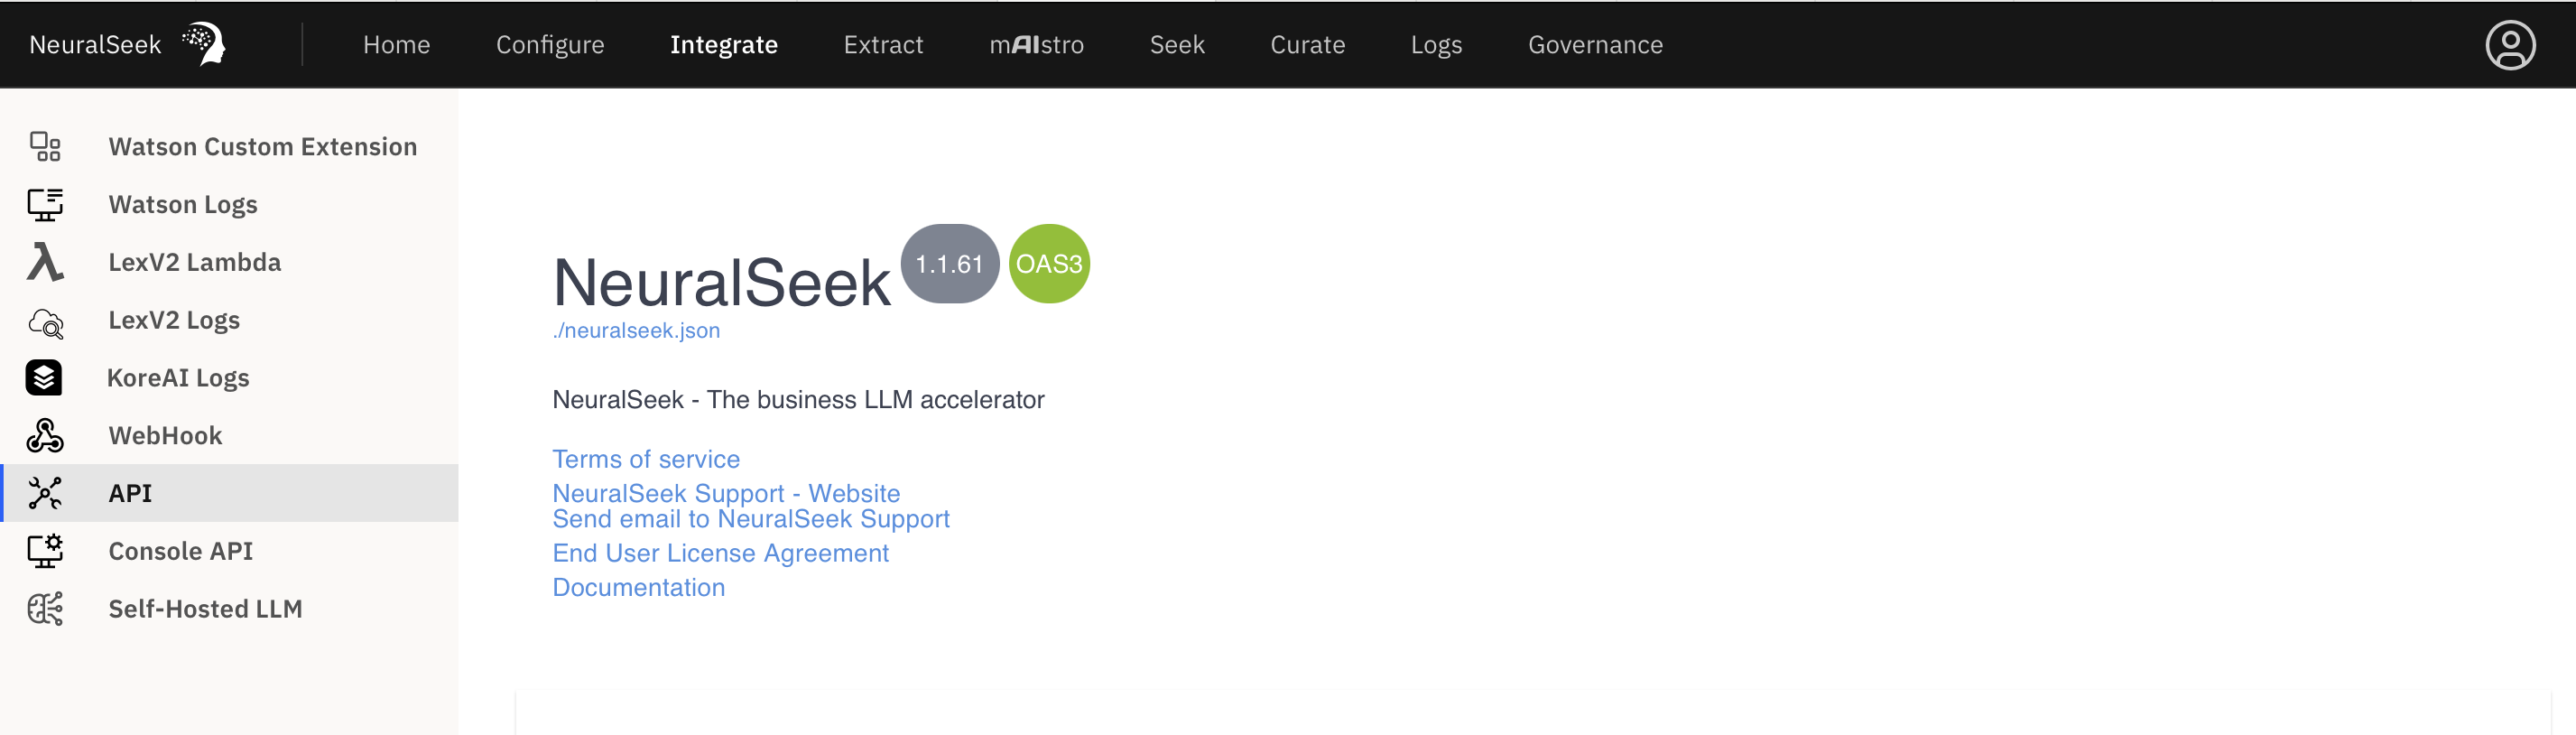 NeuralSeek
Home Configure Integrate Extract mAIstro Seek Curate Logs Governance
Watson Custom Extension
Watson Logs
LexV2 Lambda
LexV2 Logs
KoreAI Logs
WebHook
API
Console API
Self-Hosted LLM
NeuralSeek 1.1.61 OAS3
./neuralseek.json
NeuralSeek - The business LLM accelerator
Terms of service
NeuralSeek Support - Website
Send email to NeuralSeek Support
End User License Agreement
Documentation